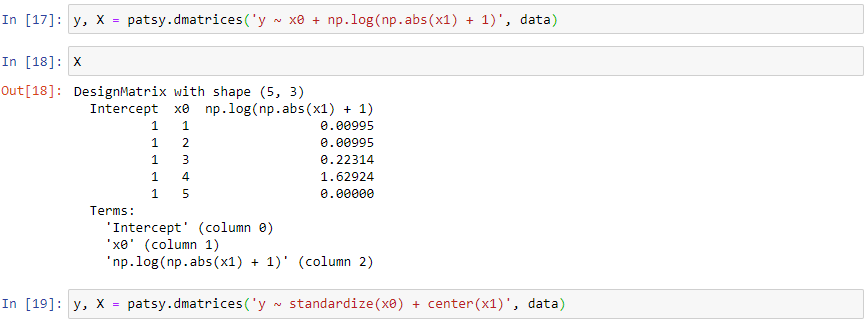 In [17]: y, X = patsy.dmatrices('y ~ x0 + np.log(np.abs(x1) + 1)', data)
In [18]: X
Out[18]: DesignMatrix with shape (5, 3)
Intercept x0 np.log(np.abs(x1) + 1)
1 1 0.00995
1 2 0.00995
1 3 0.22314
1 4 1.62924
1 5 0.00000
Terms:
'Intercept' (column 0)
'x0' (column 1)
'np.log(np.abs(x1) + 1)' (column 2)
In [19]: y, X = patsy.dmatrices('y ~ standardize(x0) + center(x1)', data)